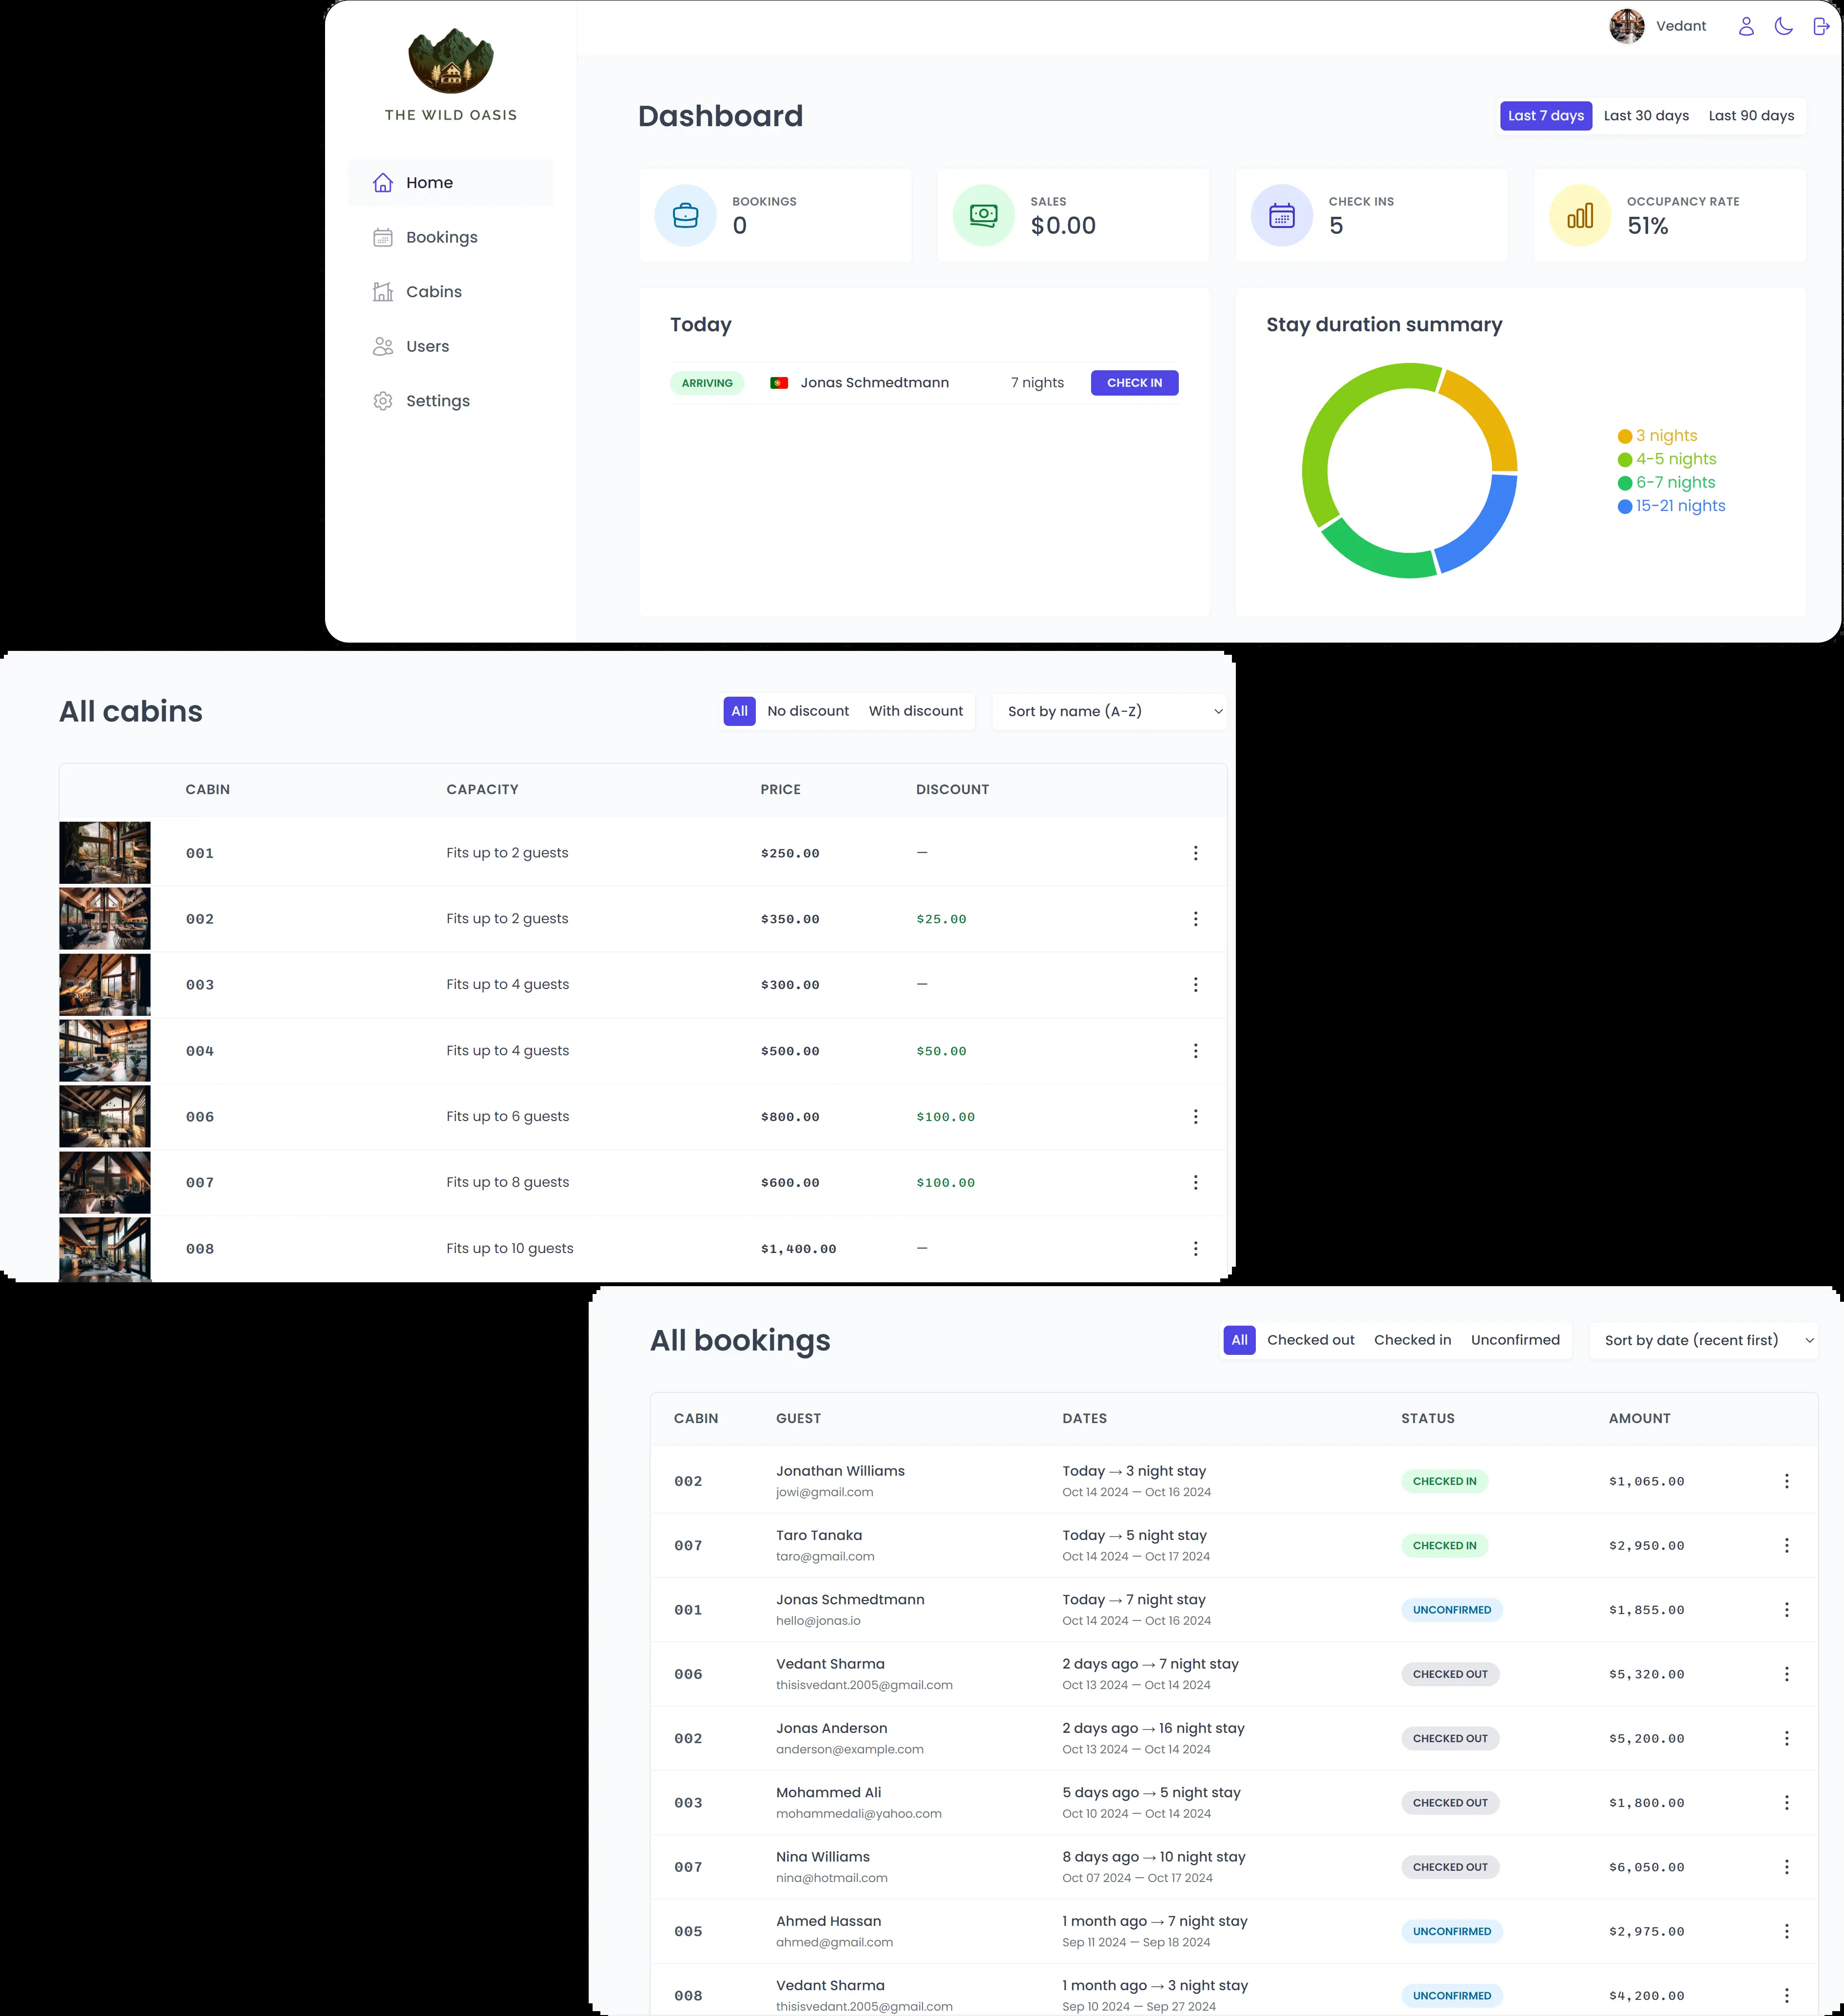 THE WILD OASIS
Home
Bookings
Cabins
Users
Settings
Vedant
Dashboard
Last 7 days Last 30 days Last 90 days
BOOKINGS
0
SALES
$0.00
CHECK INS
5
OCCUPANCY RATE
51%
Today
ARRIVING Jonas Schmedtmann 7 nights CHECK IN
Stay duration summary
3 nights
4-5 nights
6-7 nights
15-21 nights
All cabins
All No discount With discount Sort by name (A-Z)
CABIN CAPACITY PRICE DISCOUNT
001 Fits up to 2 guests $250.00 —
002 Fits up to 2 guests $350.00 $25.00
003 Fits up to 4 guests $300.00 —
004 Fits up to 4 guests $500.00 $50.00
006 Fits up to 6 guests $800.00 $100.00
007 Fits up to 8 guests $600.00 $100.00
008 Fits up to 10 guests $1,400.00 —
All bookings
All Checked out Checked in Unconfirmed Sort by date (recent first)
CABIN GUEST DATES STATUS AMOUNT
002 Jonathan Williams Today → 3 night stay CHECKED IN $1,065.00
jowi@gmail.com Oct 14 2024 — Oct 16 2024
007 Taro Tanaka Today → 5 night stay CHECKED IN $2,950.00
taro@gmail.com Oct 14 2024 — Oct 17 2024
001 Jonas Schmedtmann Today → 7 night stay UNCONFIRMED $1,855.00
hello@jonas.io Oct 14 2024 — Oct 16 2024
006 Vedant Sharma 2 days ago → 7 night stay CHECKED OUT $5,320.00
thisisvedant.2005@gmail.com Oct 13 2024 — Oct 14 2024
002 Jonas Anderson 2 days ago → 16 night stay CHECKED OUT $5,200.00
anderson@example.com Oct 13 2024 — Oct 14 2024
003 Mohammed Ali 5 days ago → 5 night stay CHECKED OUT $1,800.00
mohammedali@yahoo.com Oct 10 2024 — Oct 14 2024
007 Nina Williams 8 days ago → 10 night stay CHECKED OUT $6,050.00
nina@hotmail.com Oct 07 2024 — Oct 17 2024
005 Ahmed Hassan 1 month ago → 7 night stay UNCONFIRMED $2,975.00
ahmed@gmail.com Sep 11 2024 — Sep 18 2024
008 Vedant Sharma 1 month ago → 3 night stay UNCONFIRMED $4,200.00
thisisvedant.2005@gmail.com Sep 10 2024 — Sep 27 2024